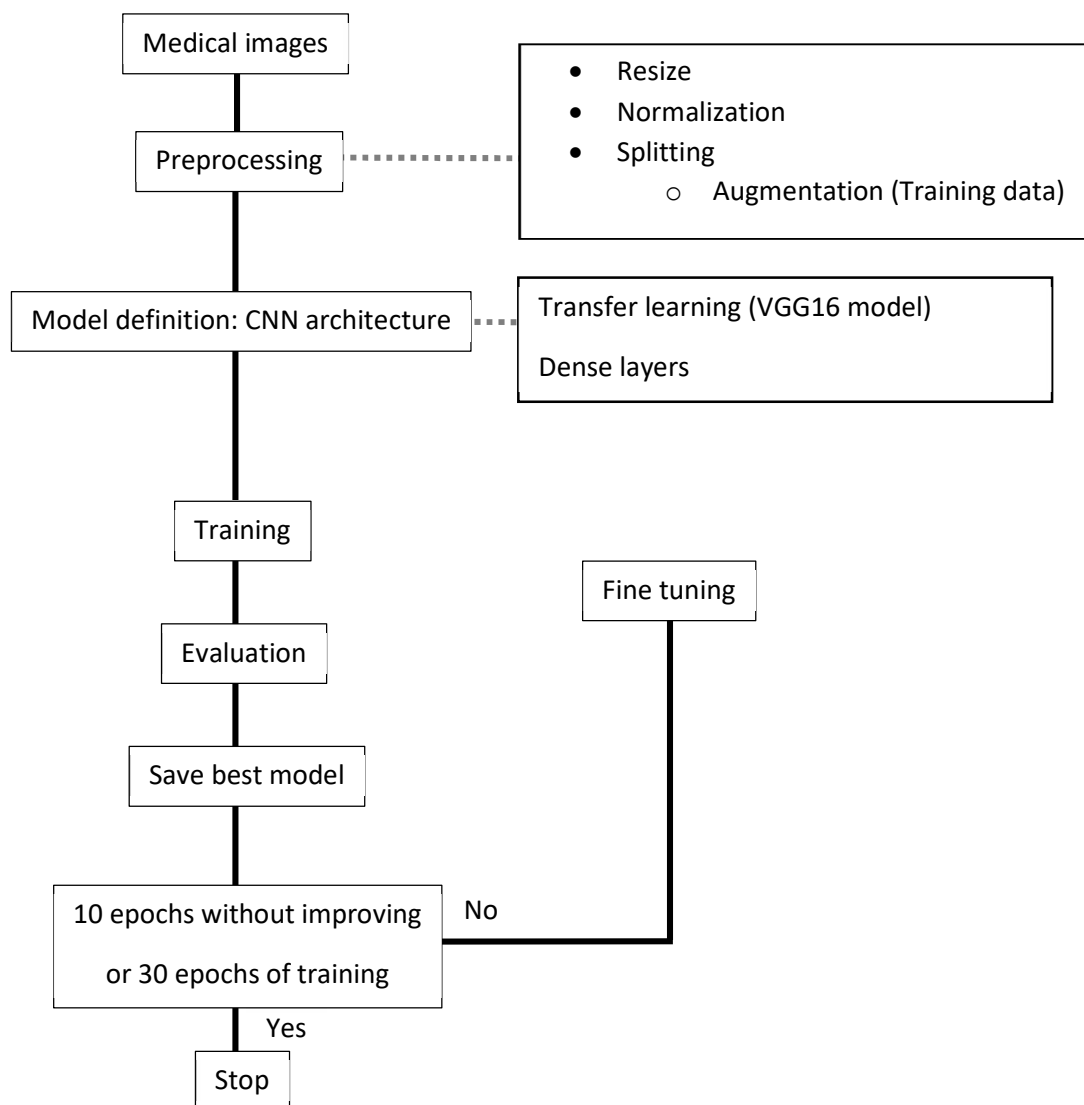 Medical images
• Resize
• Normalization
• Splitting
o Augmentation (Training data)
Preprocessing
Model definition: CNN architecture
Transfer learning (VGG16 model)
Dense layers
Training
Fine tuning
Evaluation
Save best model
10 epochs without improving
or 30 epochs of training
No
Yes
Stop